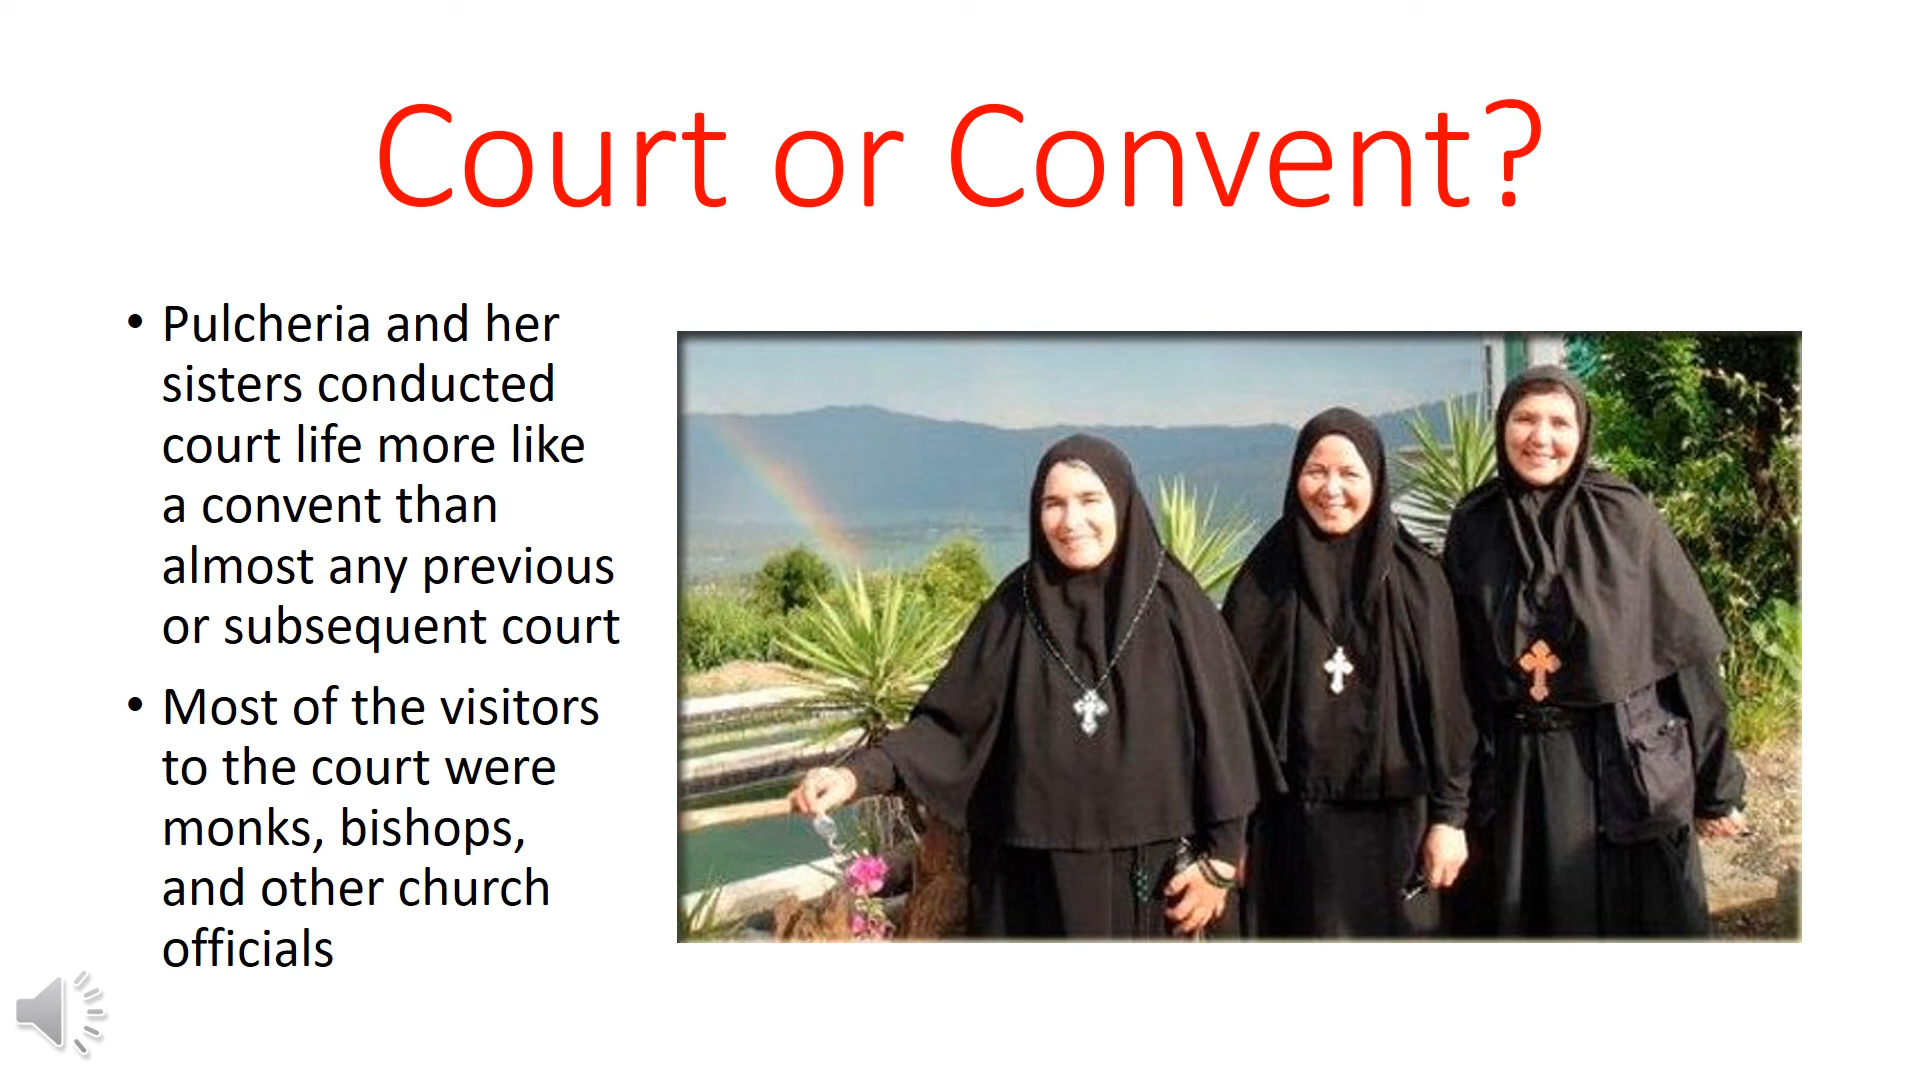 Court or Convent?
• Pulcheria and her
sisters conducted
court life more like
a convent than
almost any previous
or subsequent court
• Most of the visitors
to the court were
monks, bishops,
and other church
officials